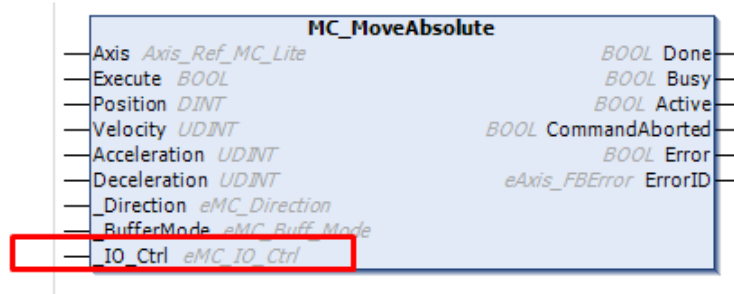 MC_MoveAbsolute
Axis Axis_Ref_MC_Lite BOOL Done
Execute BOOL BOOL Busy
Position DINT BOOL Active
Velocity UDINT BOOL CommandAborted
Acceleration UDINT BOOL Error
Deceleration UDINT eAxis_FBError ErrorID
_Direction eMC_Direction
_BufferMode eMC_Buff_Mode
_IO_Ctrl eMC_IO_Ctrl